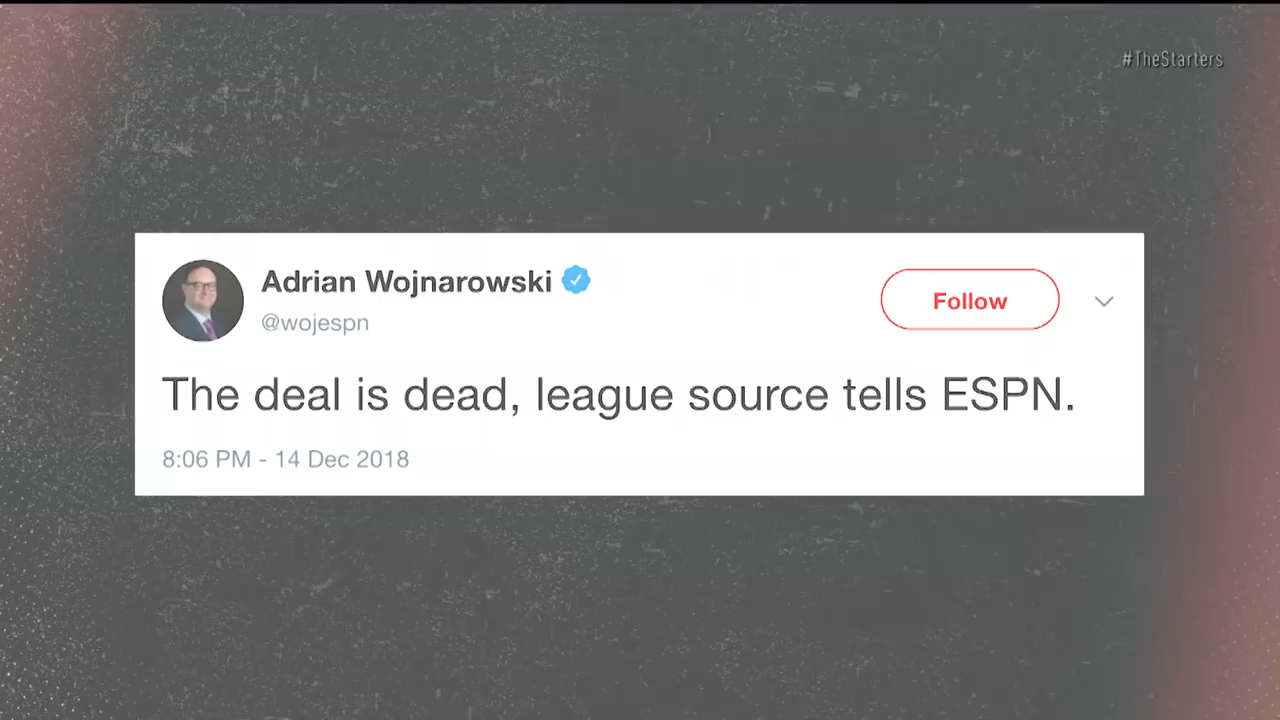 #TheStarters
Adrian Wojnarowski
@wojespn
Follow
The deal is dead, league source tells ESPN.
8:06 PM - 14 Dec 2018